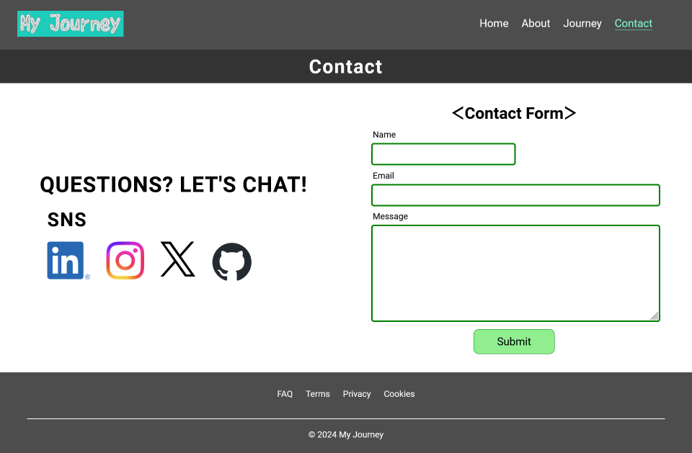 My Journey
Home About Journey Contact
Contact
QUESTIONS? LET'S CHAT!
SNS
in ®
<Contact Form>
Name
Email
Message
Submit
FAQ Terms Privacy Cookies
© 2024 My Journey